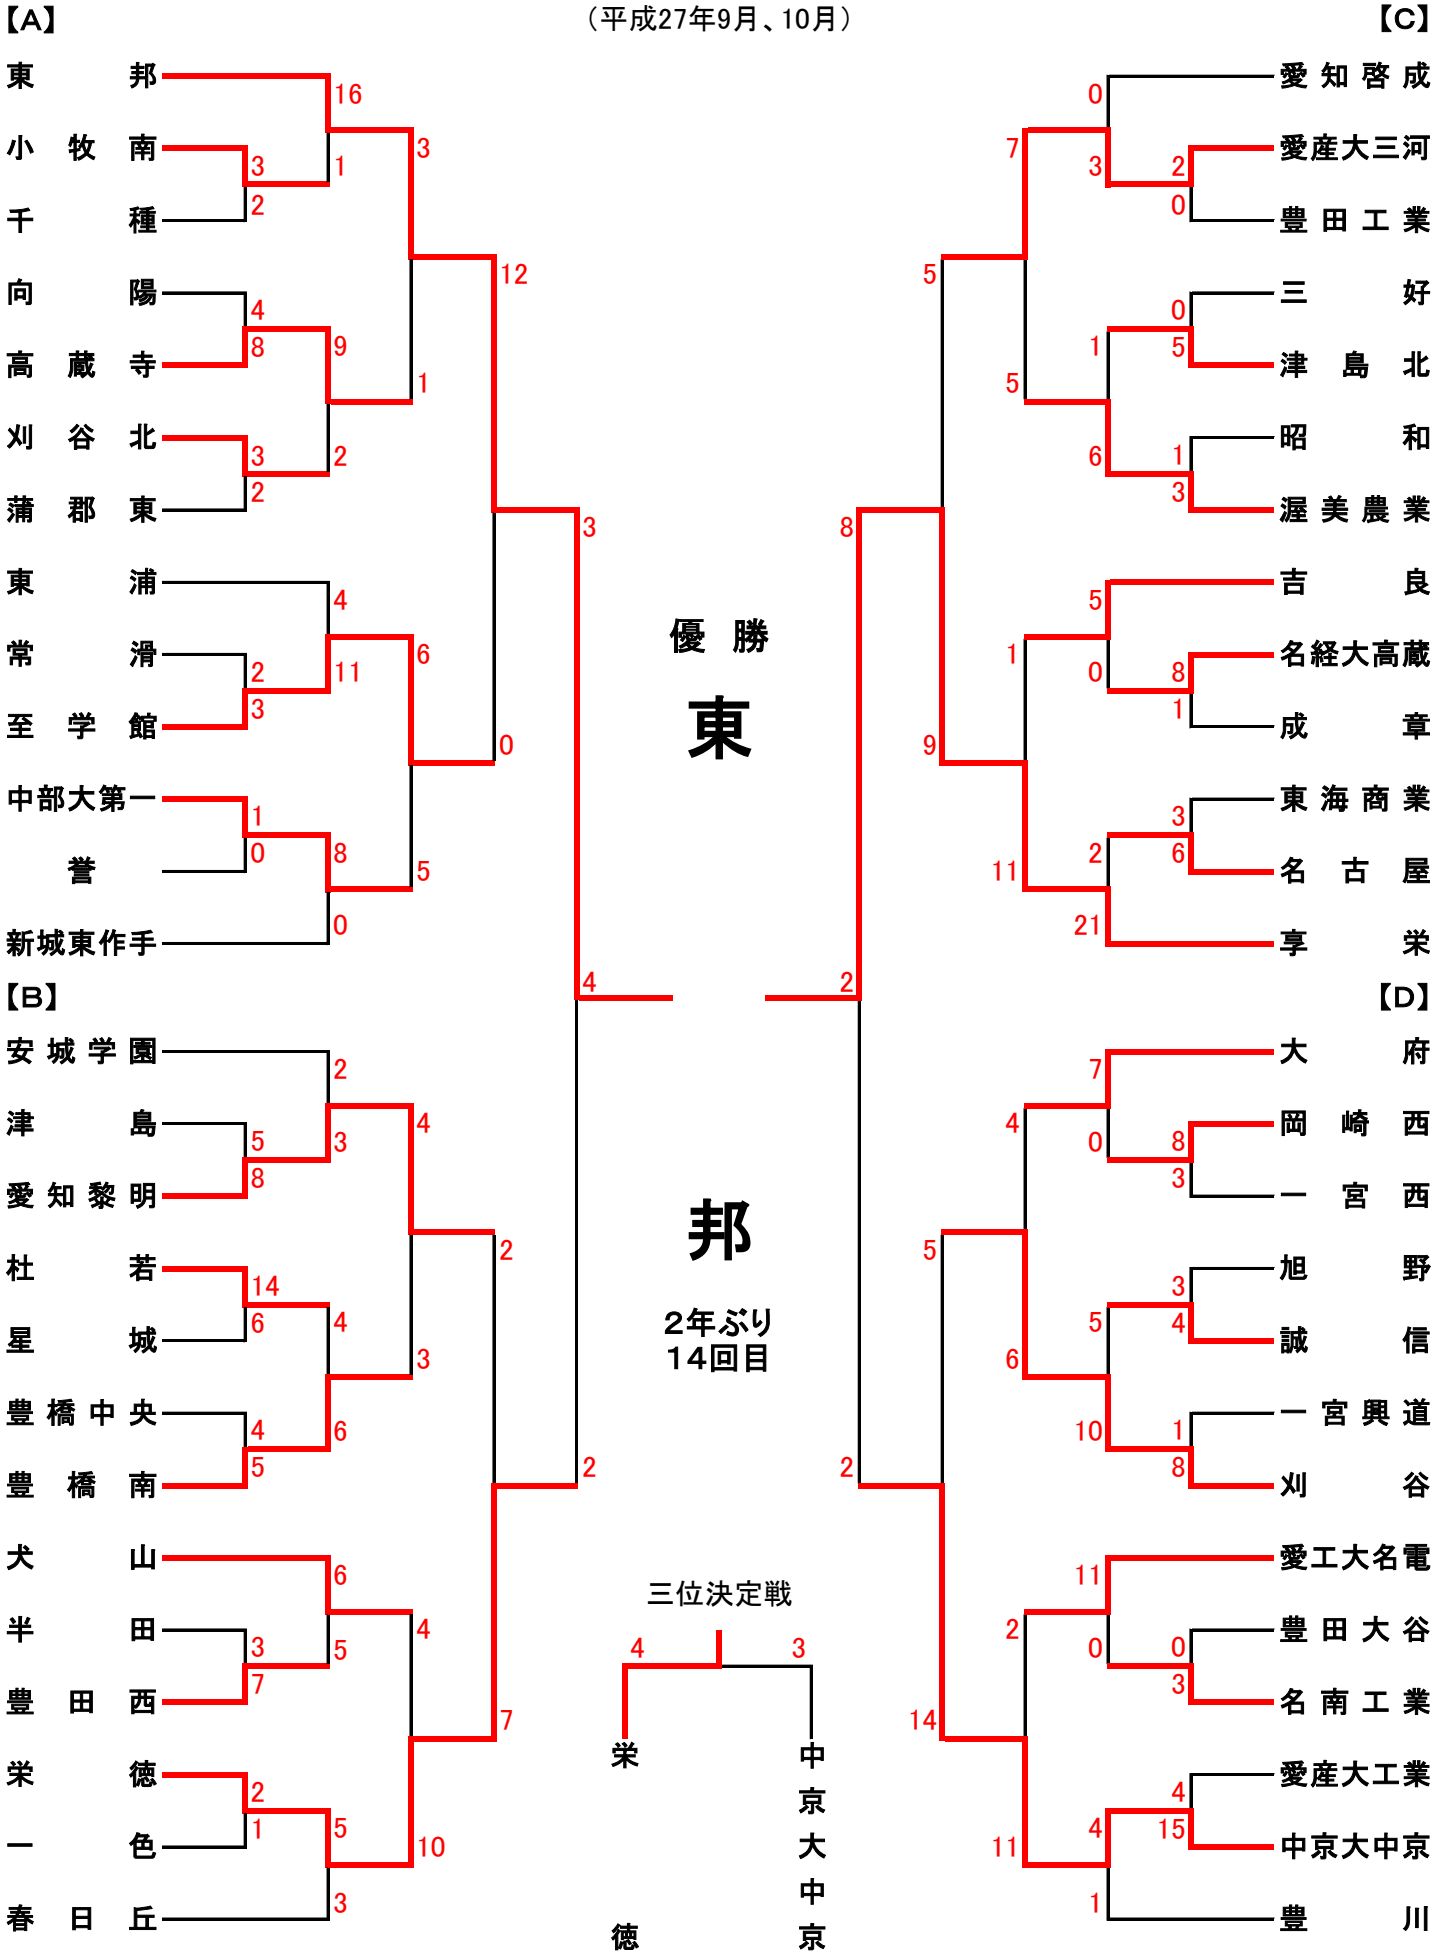 【A】
(平成27年9月、10月)
【C】
東邦
16
小牧南
3
1
千種
2
3
向陽
4
高蔵寺
8
9
1
刈谷北
3
2
蒲郡東
2
12
東浦
4
常滑
2
11
6
至学館
3
0
中部大第一
1
誉
0
8
5
新城東作手
0
3
愛知啓成
0
愛産大三河
2
3
7
豊田工業
0
三好
0
津島北
5
1
5
昭和
1
6
渥美農業
3
5
吉良
5
名経大高蔵
8
0
1
成章
1
9
東海商業
3
名古屋
6
2
11
享栄
21
8
優勝
東
邦
2年ぶり
14回目
4
2
【B】
【D】
安城学園
2
津島
5
3
4
愛知黎明
8
杜若
14
星城
6
4
3
豊橋中央
4
6
豊橋南
5
2
犬山
6
半田
3
5
4
豊田西
7
7
栄徳
2
一色
1
5
10
春日丘
3
2
大府
7
岡崎西
8
0
4
一宮西
3
旭野
3
誠信
4
5
6
一宮興道
1
10
刈谷
8
5
愛工大名電
11
豊田大谷
0
0
2
名南工業
3
14
愛産大工業
4
中京大中京
15
4
11
豊川
1
2
三位決定戦
4
3
栄徳
中京大中京